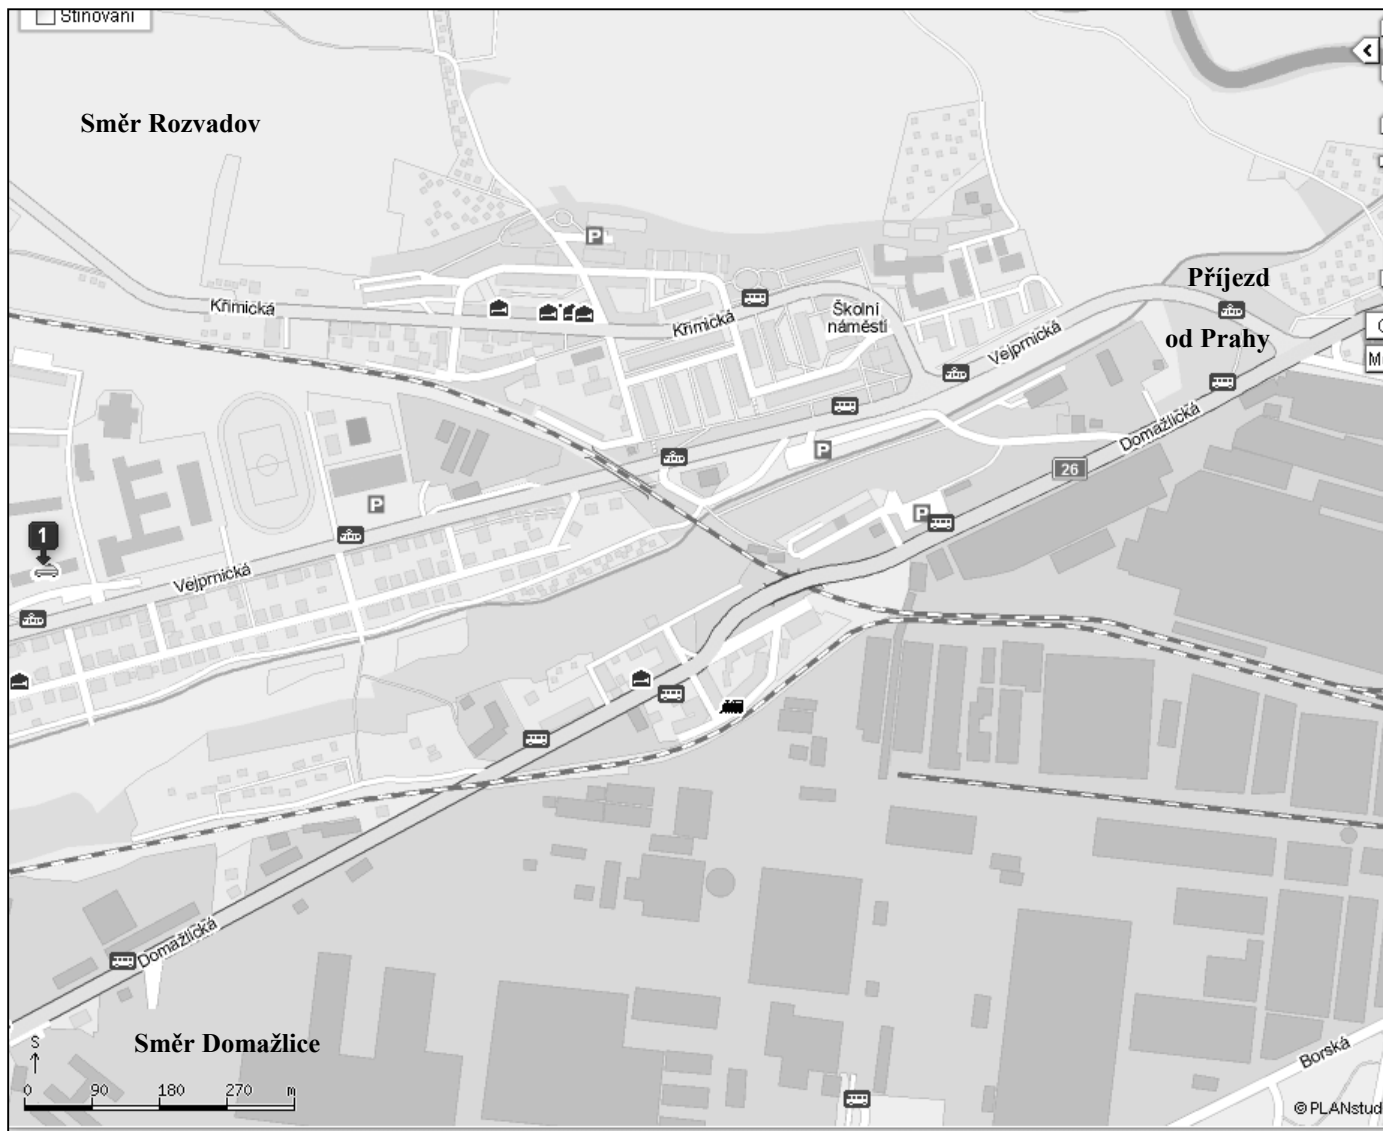 Stínování
Směr Rozvadov
P
Příjezd
Křimická
Křimická
Školní
náměstí
od Prahy
Vejprnická
M
Domažlická
P
26
P
P
1
Vejprnická
Domažlická
Směr Domažlice
S
0 90 180 270 m
Borská
© PLANstud